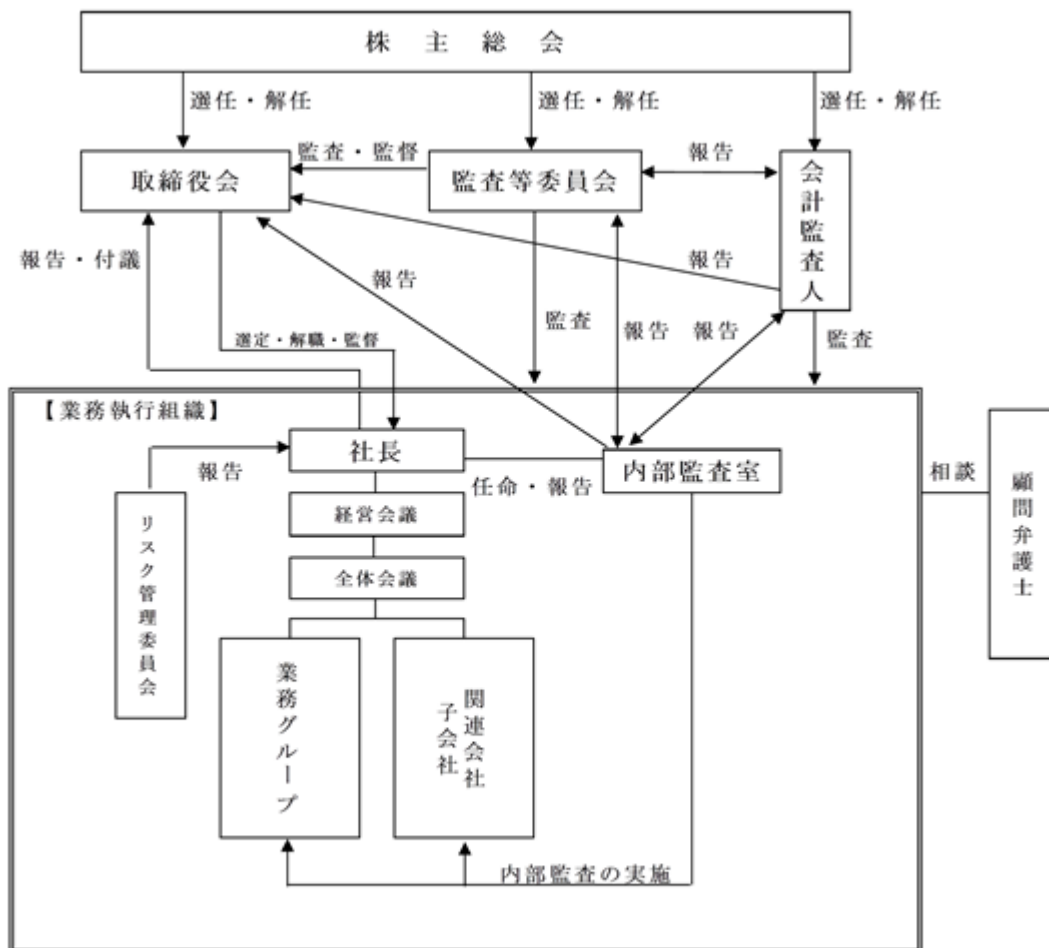 株主総会
選任・解任
選任・解任
選任・解任
監査・監督
報告
取締役会
監査等委員会
会計監査人
報告・付議
報告
報告
選定・解職・監督
監査
報告
報告
監査
【業務執行組織】
社長
報告
任命・報告
内部監査室
相談
顧問弁護士
経営会議
リスク管理委員会
全体会議
業務グループ
関連会社
子会社
内部監査の実施